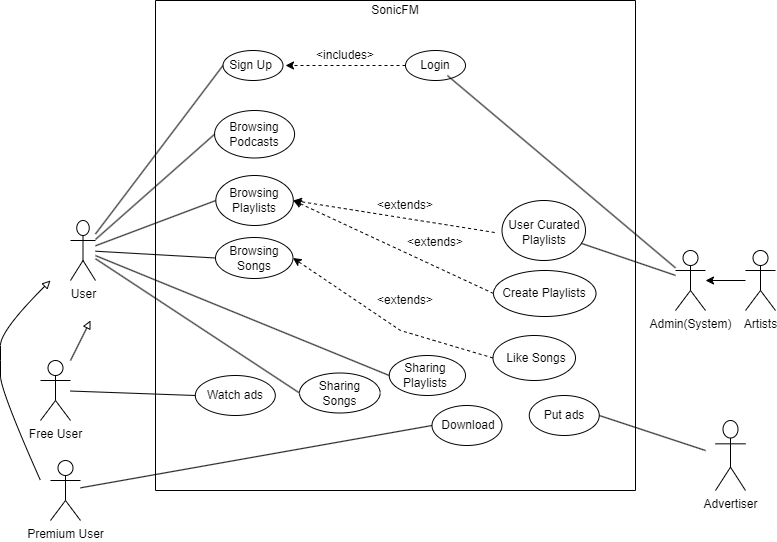 SonicFM
Sign Up
<includes>
Login
Browsing
Podcasts
Browsing
Playlists
<extends>
User Curated
Playlists
<extends>
Browsing
Songs
User
Create Playlists
<extends>
Admin(System)
Artists
Like Songs
Sharing
Playlists
Watch ads
Sharing
Songs
Free User
Put ads
Download
Advertiser
Premium User